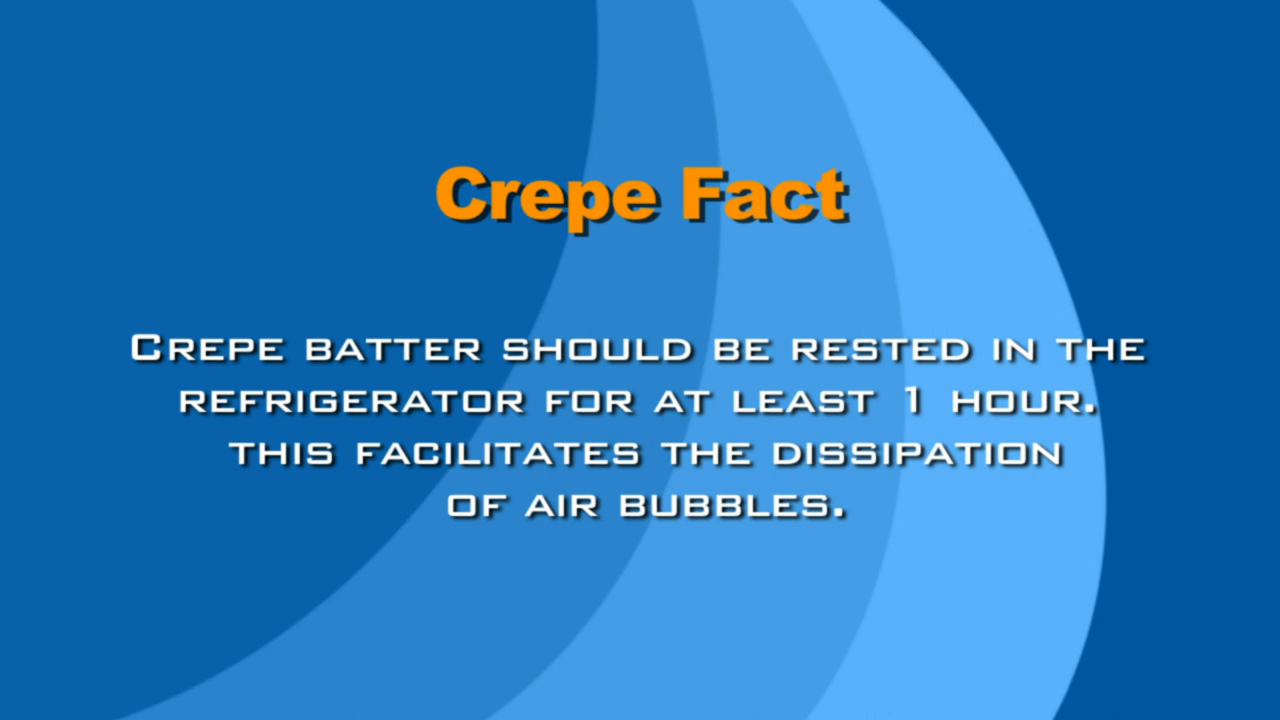 Crepe Fact
Crepe batter should be rested in the
refrigerator for at least 1 hour.
this facilitates the dissipation
of air bubbles.